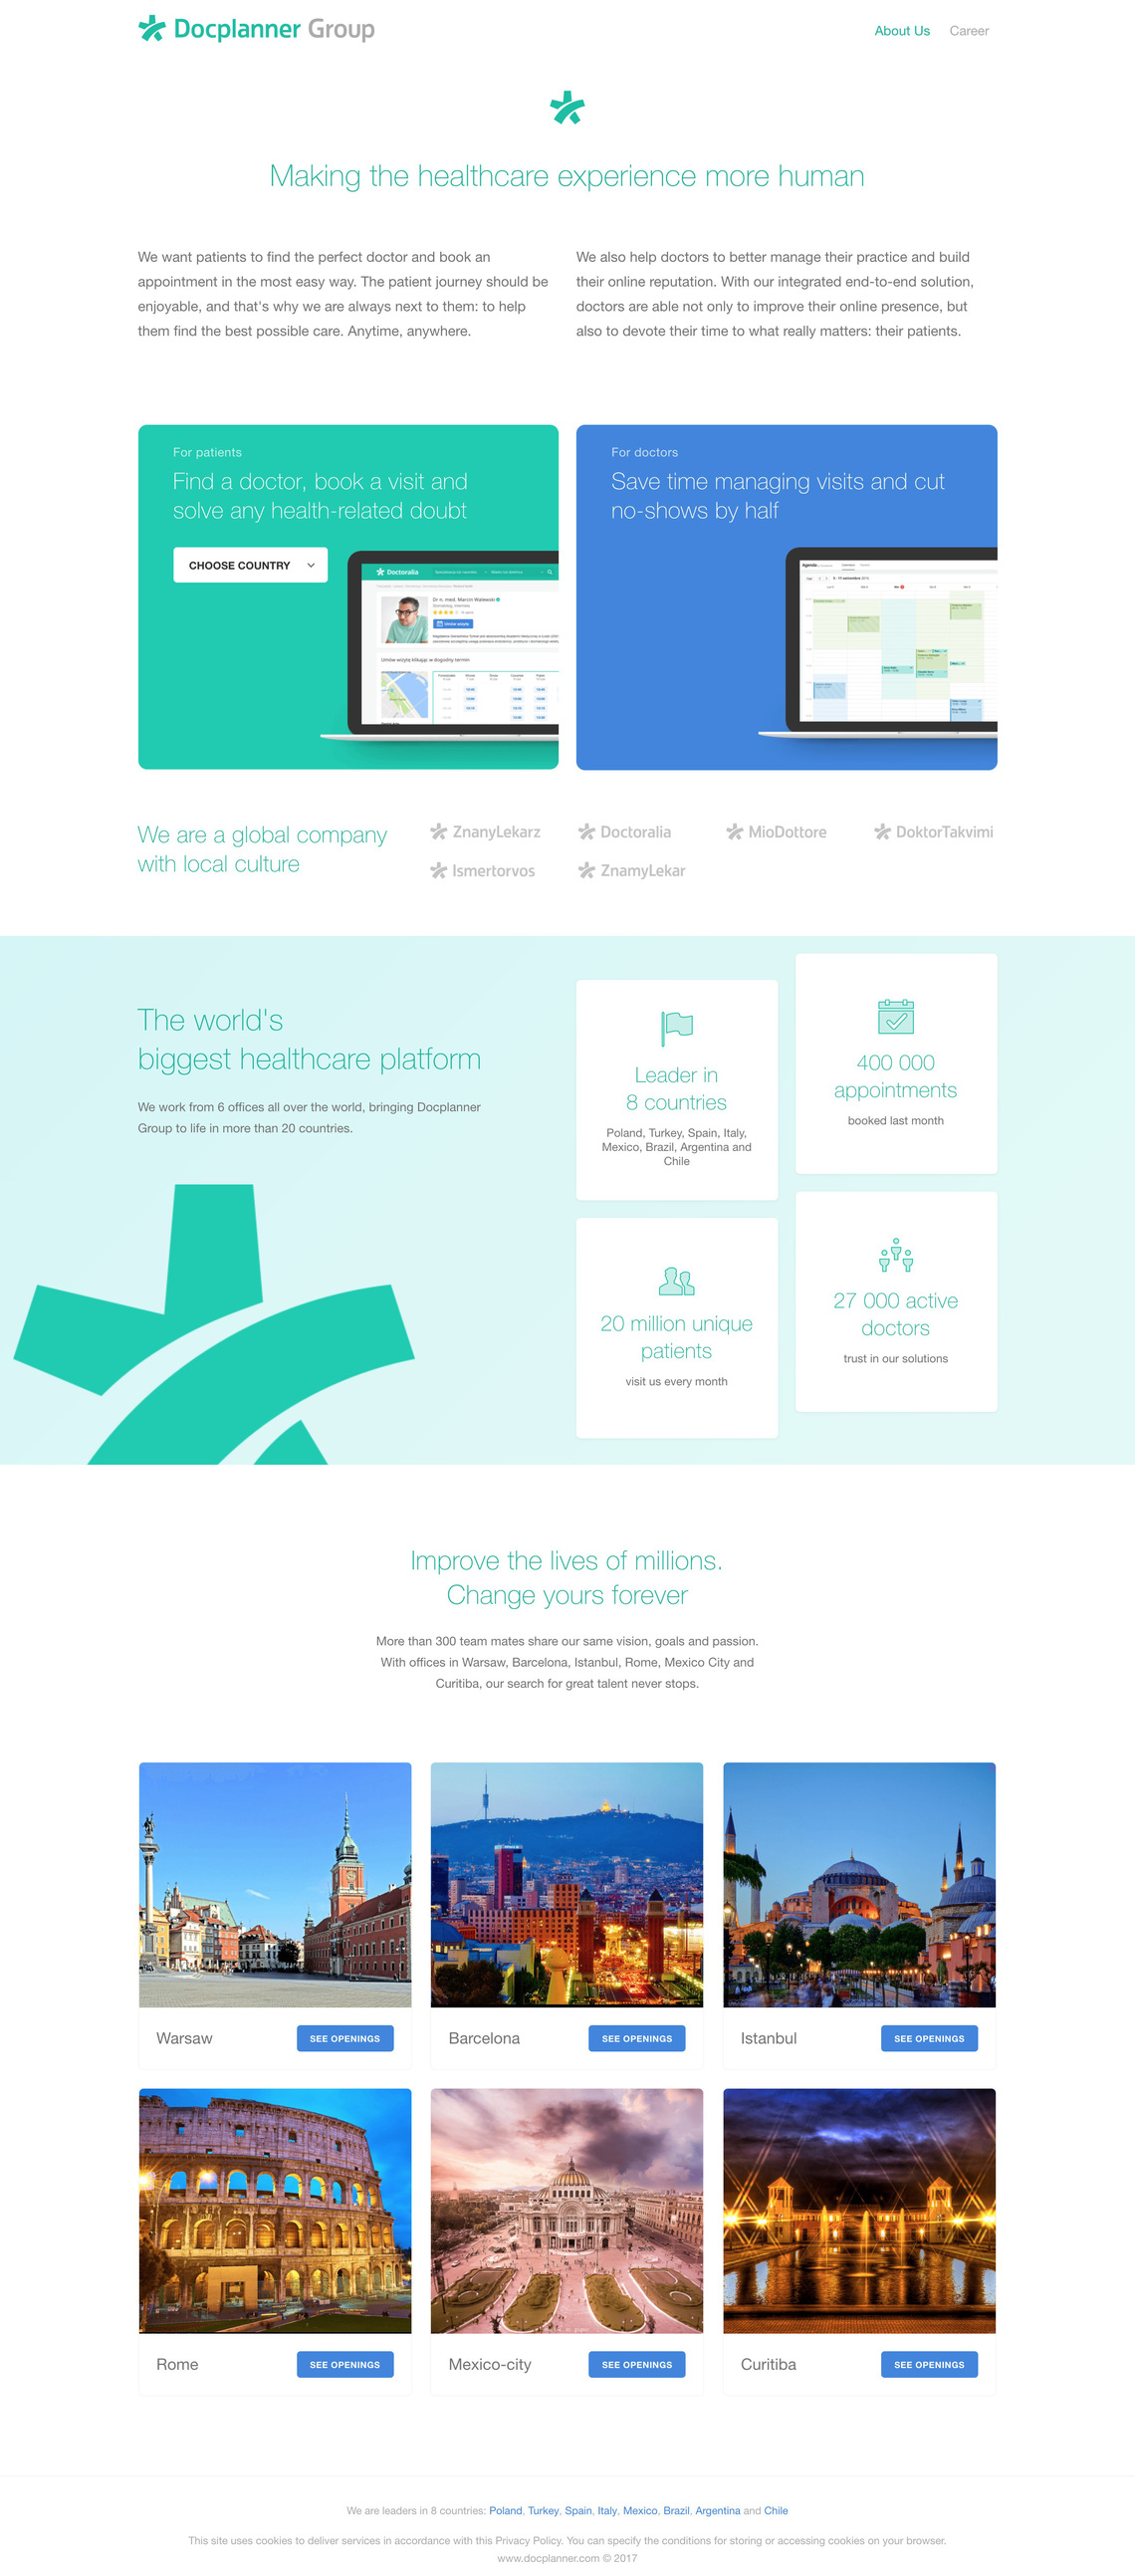 Docplanner Group
About Us
Career
Making the healthcare experience more human
We want patients to find the perfect doctor and book an
appointment in the most easy way. The patient journey should be
enjoyable, and that's why we are always next to them: to help
them find the best possible care. Anytime, anywhere.
We also help doctors to better manage their practice and build
their online reputation. With our integrated end-to-end solution,
doctors are able not only to improve their online presence, but
also to devote their time to what really matters: their patients.
For patients
Find a doctor, book a visit and
solve any health-related doubt
CHOOSE COUNTRY
Doctoralia
Dr n. med. Marcin Walewski
Umów wizytę klikając w dogodny termin
For doctors
Save time managing visits and cut
no-shows by half
Agenda
We are a global company
with local culture
ZnanyLekarz
Doctoralia
MioDottore
DoktorTakvimi
Ismertorvos
ZnamyLekar
The world's
biggest healthcare platform
We work from 6 offices all over the world, bringing Docplanner
Group to life in more than 20 countries.
Leader in
8 countries
Poland, Turkey, Spain, Italy,
Mexico, Brazil, Argentina and
Chile
400 000
appointments
booked last month
20 million unique
patients
visit us every month
27 000 active
doctors
trust in our solutions
Improve the lives of millions.
Change yours forever
More than 300 team mates share our same vision, goals and passion.
With offices in Warsaw, Barcelona, Istanbul, Rome, Mexico City and
Curitiba, our search for great talent never stops.
Warsaw
SEE OPENINGS
Barcelona
SEE OPENINGS
Istanbul
SEE OPENINGS
Rome
SEE OPENINGS
Mexico-city
SEE OPENINGS
Curitiba
SEE OPENINGS
We are leaders in 8 countries: Poland, Turkey, Spain, Italy, Mexico, Brazil, Argentina and Chile
This site uses cookies to deliver services in accordance with this Privacy Policy. You can specify the conditions for storing or accessing cookies on your browser.
www.docplanner.com © 2017